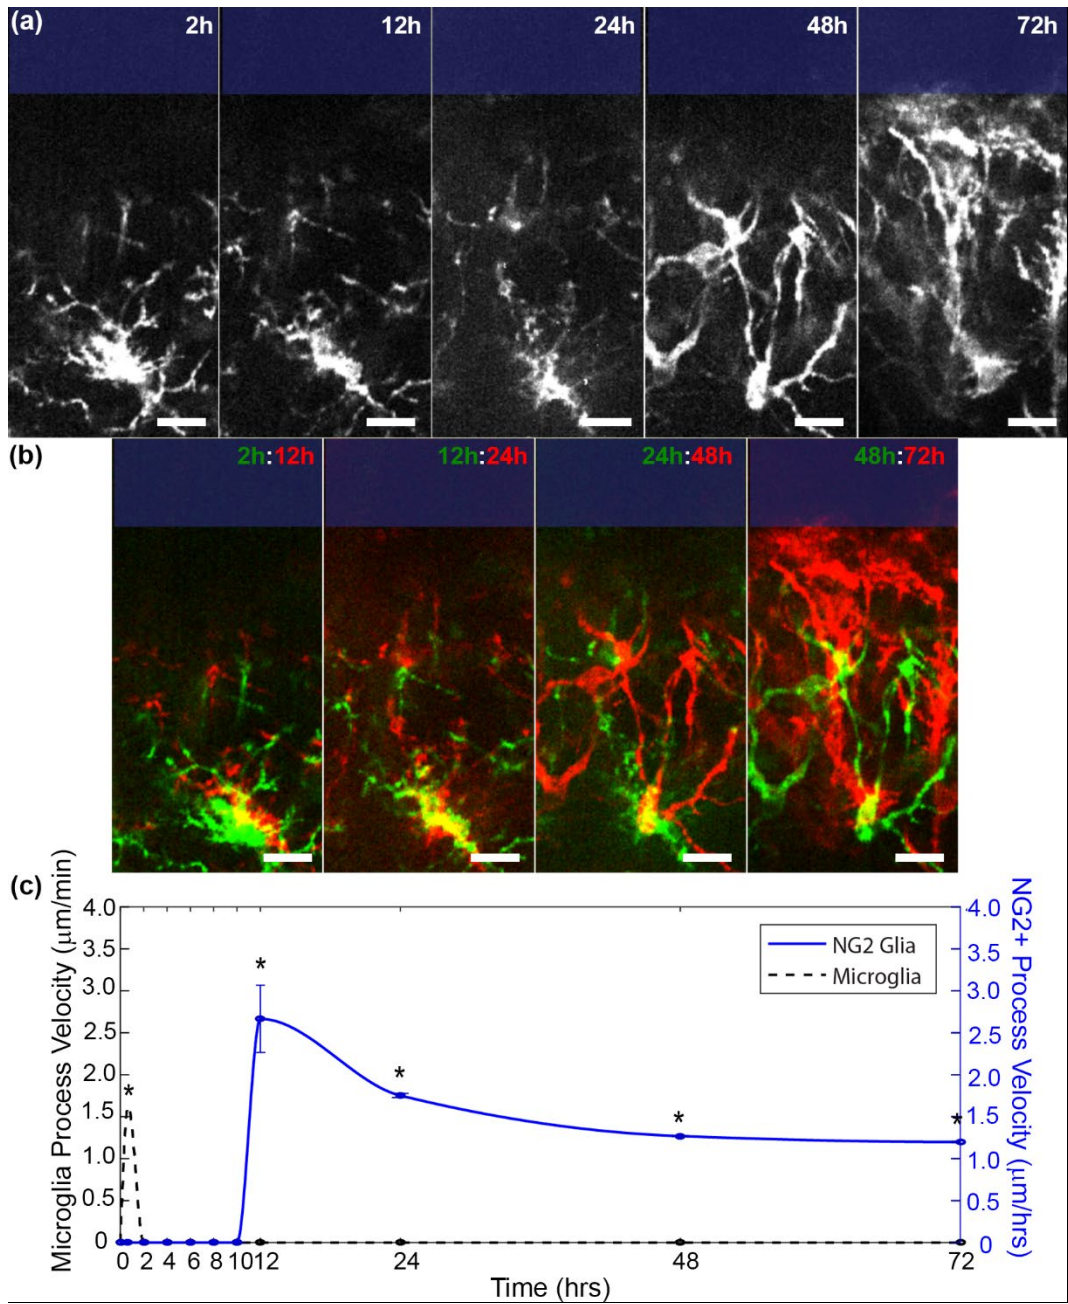 (a)
2h
12h
24h
48h
72h
(b)
2h:12h
12h:24h
24h:48h
48h:72h
(c)
Microglia Process Velocity (μm/min)
4.0
3.5
3.0
2.5
2.0
1.5
1.0
0.5
0
NG2 Glia
Microglia
*
*
*
*
*
4.0
3.5
3.0
2.5
2.0
1.5
1.0
0.5
0
NG2+ Process Velocity (μm/hrs)
0 2 4 6 8 10 12 24 48 72
Time (hrs)